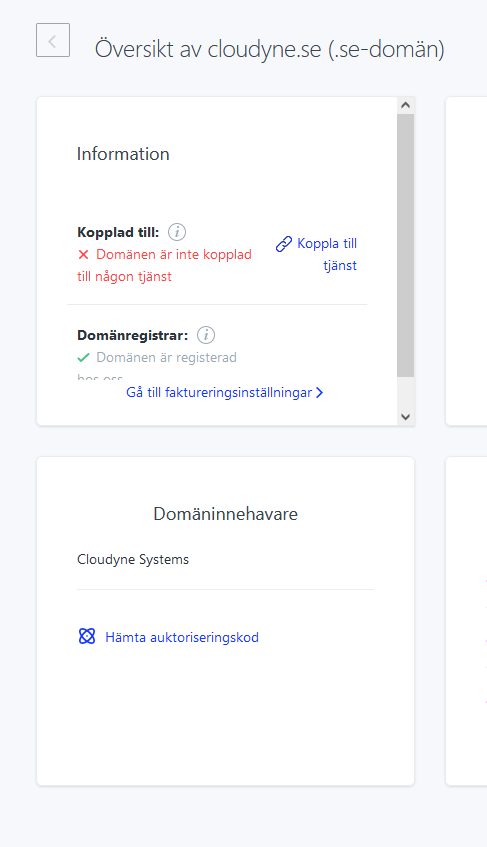 Översikt av cloudyne.se (.se-domän)
Information
Kopplad till:
Domänen är inte kopplad
till någon tjänst
Koppla till
tjänst
Domänregistrar:
Domänen är registerad
hos oss
Gå till faktureringsinställningar
Domäninnehavare
Cloudyne Systems
Hämta auktoriseringskod